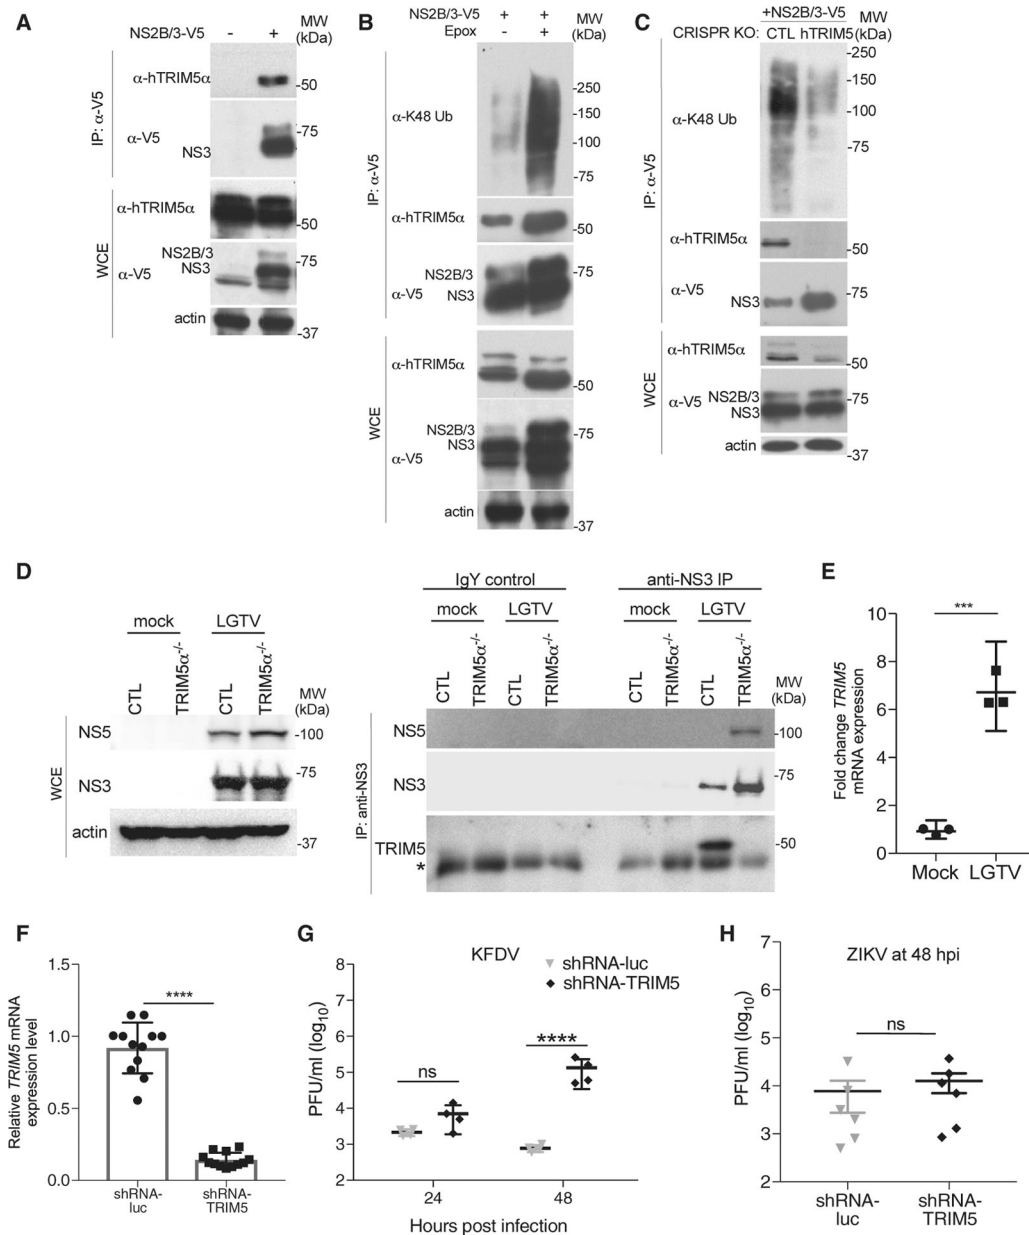 A
NS2B/3-V5 - + MW (kDa)
IP: α-V5
α-hTRIM5α -50
α-V5 NS3 -75
WCE
α-hTRIM5α -50
α-V5 NS2B/3 NS3 -75
actin -37
B
NS2B/3-V5 + + MW (kDa)
Epox - +
IP: α-V5
α-K48 Ub -250 -150 -100 -75
α-hTRIM5α -50
α-V5 NS2B/3 NS3 -75
WCE
α-hTRIM5α -50
α-V5 NS2B/3 NS3 -75
actin -37
C
+NS2B/3-V5 MW (kDa)
CRISPR KO: CTL hTRIM5
IP: α-V5
α-K48 Ub -250 -150 -100 -75
α-hTRIM5α -50
α-V5 NS3 -75
WCE
α-hTRIM5α -50
α-V5 NS2B/3 NS3 -75
actin -37
D
mock LGTV
CTL TRIM5α-/- CTL TRIM5α-/- MW (kDa)
WCE
NS5 -100
NS3 -75
actin -37
IgY control anti-NS3 IP
mock LGTV mock LGTV
CTL TRIM5α-/- CTL TRIM5α-/- CTL TRIM5α-/- CTL TRIM5α-/- MW (kDa)
IP: anti-NS3
NS5 -100
NS3 -75
TRIM5 -50
*
E
Fold change TRIM5 mRNA expression
***
10
8
6
4
2
0
Mock LGTV
F
Relative TRIM5 mRNA expression level
****
1.5
1.0
0.5
0.0
shRNA-luc shRNA-TRIM5
G
KFDV
shRNA-luc
shRNA-TRIM5
PFU/ml (log10)
ns ****
8
7
6
5
4
3
2
24 48
Hours post infection
H
ZIKV at 48 hpi
PFU/ml (log10)
ns
7
6
5
4
3
2
shRNA-luc shRNA-TRIM5